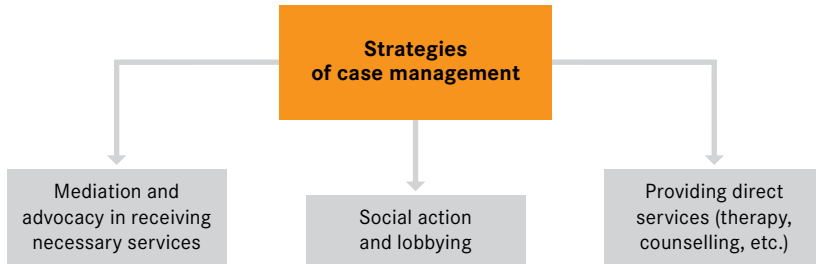 Strategies
of case management
Mediation and
advocacy in receiving
necessary services
Social action
and lobbying
Providing direct
services (therapy,
counselling, etc.)